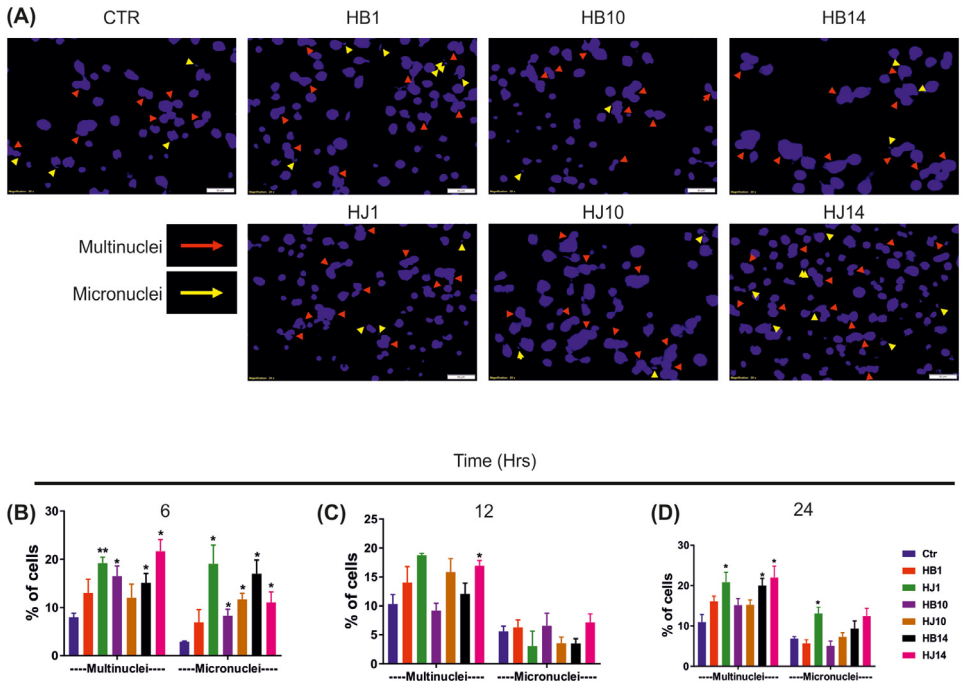 (A)
CTR
HB1
HB10
HB14
HJ1
HJ10
HJ14
Multinuclei
Micronuclei
Time (Hrs)
(B)
6
% of cells
30
20
10
0
** * * *
* * * * *
----Multinuclei----
----Micronuclei----
(C)
12
% of cells
25
20
15
10
5
0
*
----Multinuclei----
----Micronuclei----
(D)
24
% of cells
30
20
10
0
* * *
*
----Multinuclei----
----Micronuclei----
Ctr
HB1
HJ1
HB10
HJ10
HB14
HJ14